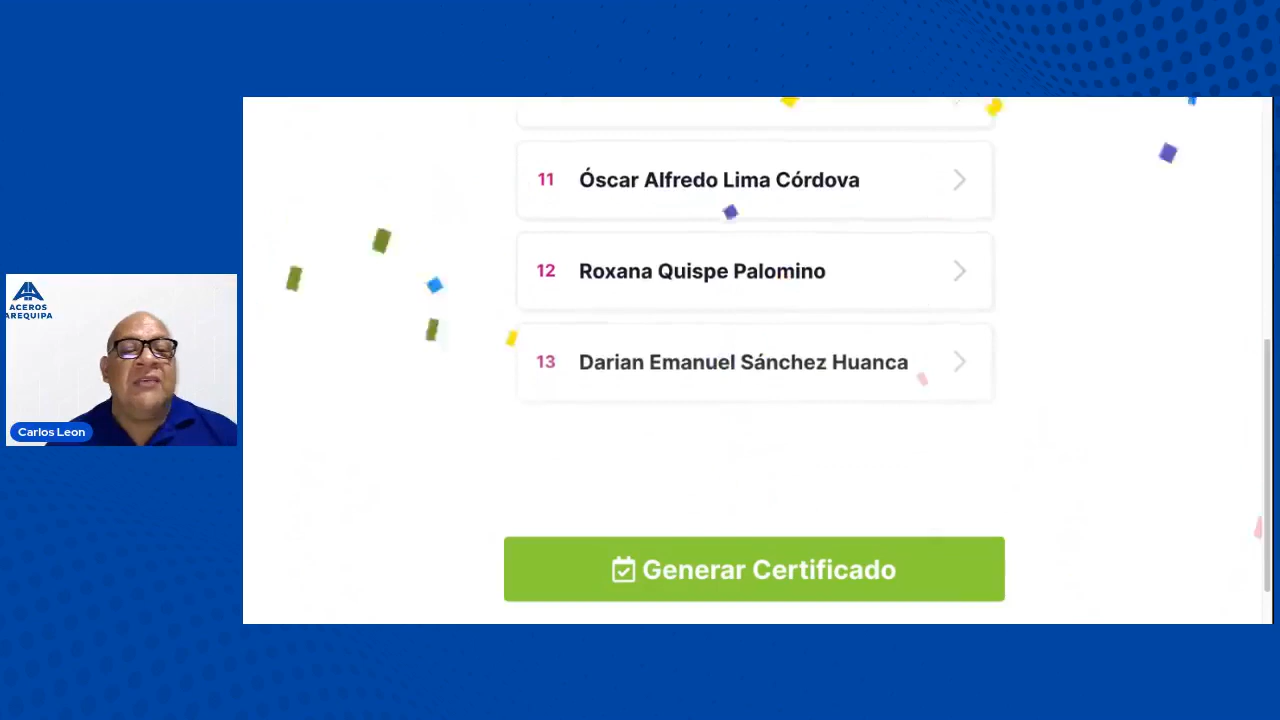 11 Óscar Alfredo Lima Córdova
12 Roxana Quispe Palomino
13 Darian Emanuel Sánchez Huanca
Generar Certificado
ACEROS
AREQUIPA
Carlos Leon